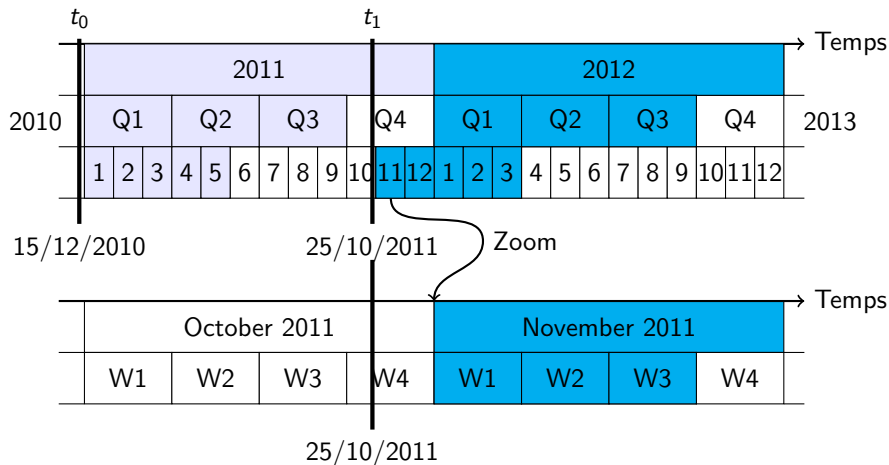 t0 t1
Temps
2011 2012
2010 Q1 Q2 Q3 Q4 Q1 Q2 Q3 Q4 2013
1 2 3 4 5 6 7 8 9 10 11 12 1 2 3 4 5 6 7 8 9 10 11 12
15/12/2010 25/10/2011 Zoom
Temps
October 2011 November 2011
W1 W2 W3 W4 W1 W2 W3 W4
25/10/2011